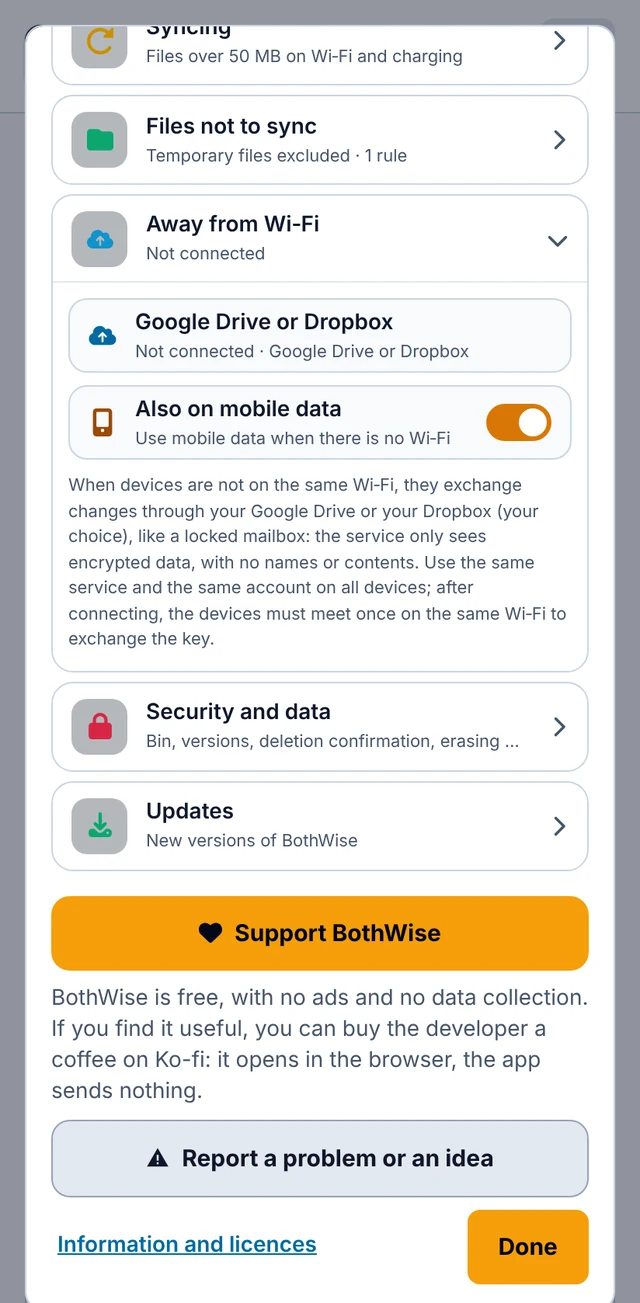 Syncing
Files over 50 MB on Wi-Fi and charging
Files not to sync
Temporary files excluded · 1 rule
Away from Wi-Fi
Not connected
Google Drive or Dropbox
Not connected · Google Drive or Dropbox
Also on mobile data
Use mobile data when there is no Wi-Fi
When devices are not on the same Wi-Fi, they exchange
changes through your Google Drive or your Dropbox (your
choice), like a locked mailbox: the service only sees
encrypted data, with no names or contents. Use the same
service and the same account on all devices; after
connecting, the devices must meet once on the same Wi-Fi to
exchange the key.
Security and data
Bin, versions, deletion confirmation, erasing ...
Updates
New versions of BothWise
Support BothWise
BothWise is free, with no ads and no data collection.
If you find it useful, you can buy the developer a
coffee on Ko-fi: it opens in the browser, the app
sends nothing.
Report a problem or an idea
Information and licences
Done